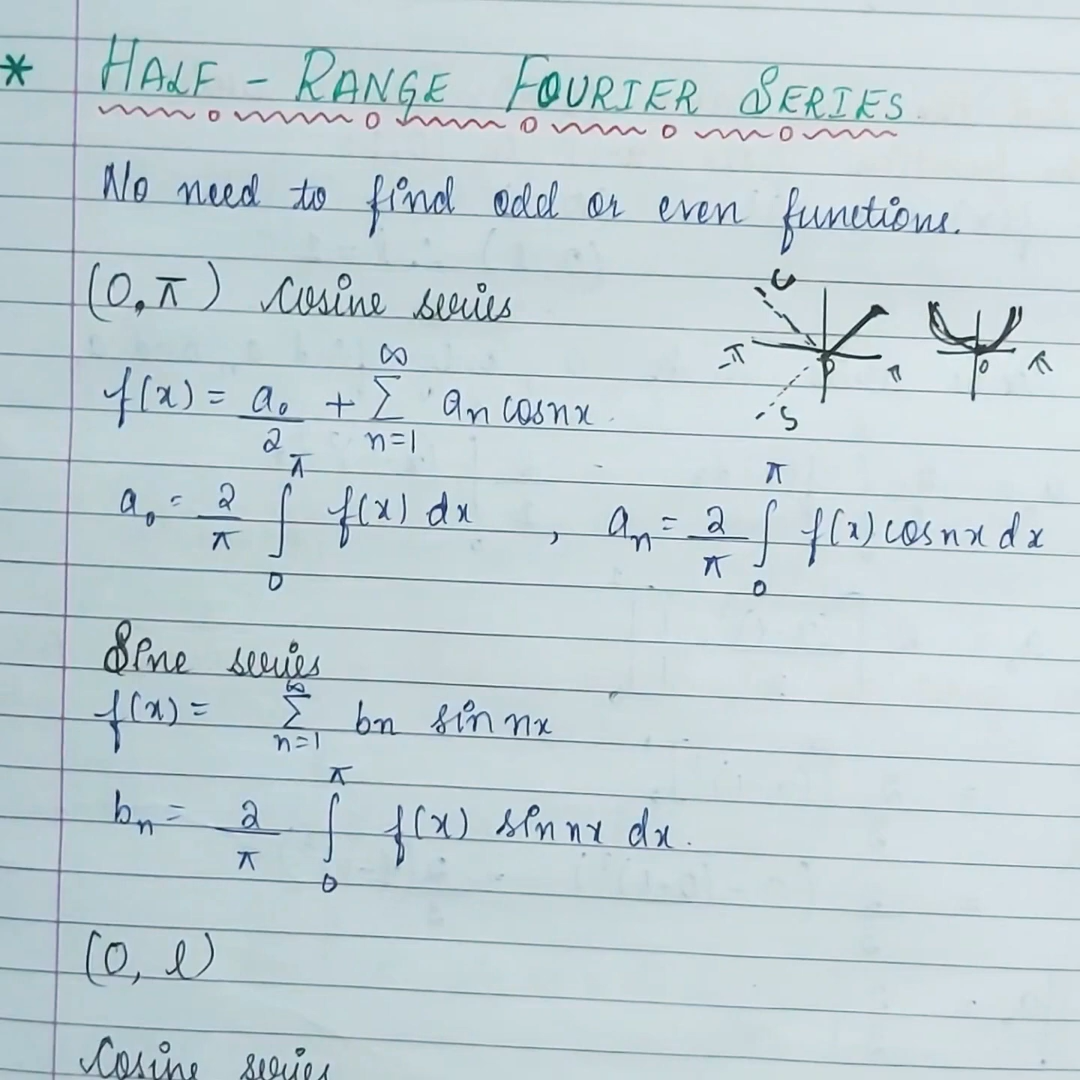 * HALF - RANGE FOURIER SERIES
No need to find odd or even functions.
(0, π) Cosine series
f(x) = a₀/2 + ∞∑n=1 an cos nx
-π 0 π 0 π
a₀ = 2/π ∫₀^π f(x) dx , an = 2/π ∫₀^π f(x) cos nx dx
Sine series
f(x) = ∞∑n=1 bn sin nx
bn = 2/π ∫₀^π f(x) sin nx dx.
(0, l)
Cosine series